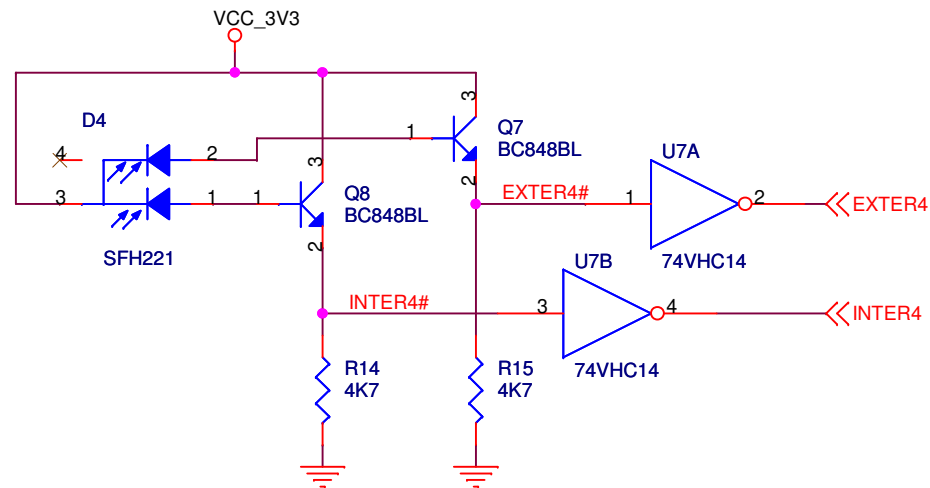 VCC_3V3
D4
4
3
2
1
SFH221
1
3
2
Q8
BC848BL
1
3
2
Q7
BC848BL
EXTER4#
1
U7A
2
74VHC14
EXTER4
INTER4#
3
U7B
4
74VHC14
INTER4
R14
4K7
R15
4K7